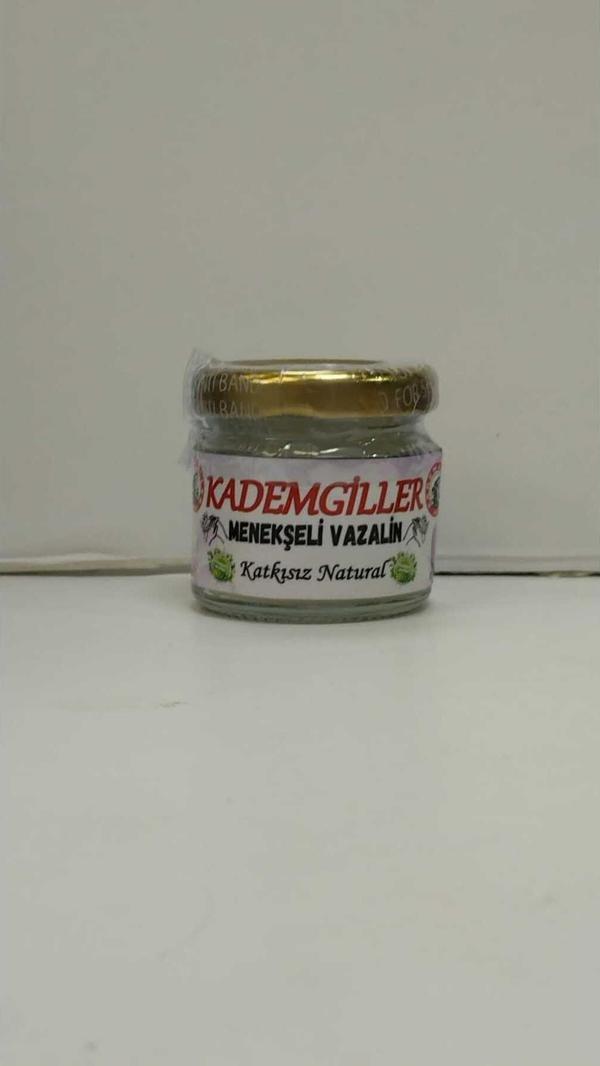 KADEMGİLLER
MENEKŞELİ VAZALİN
Katkısız Natural